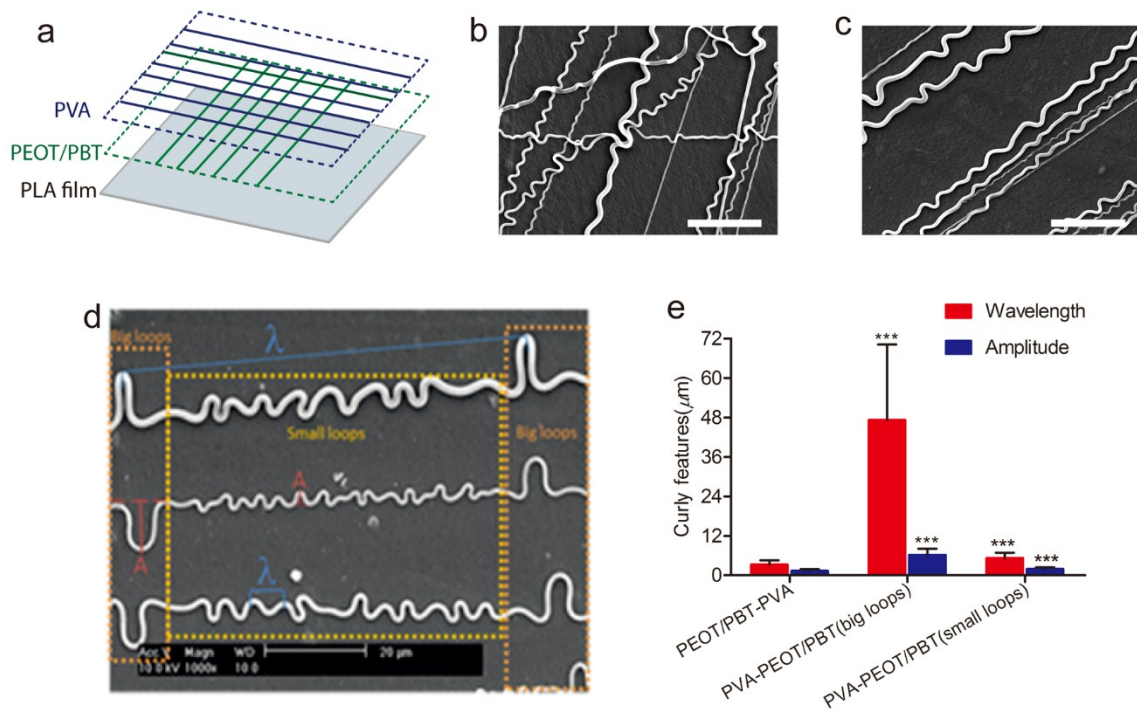 a
PVA
PEOT/PBT
PLA film
b
c
d
Big loops
λ
Small loops
Big loops
A
A
λ
Acc.V Magn WD 20 µm
10.0 kV 1000x 10.0
e
Wavelength
Amplitude
Curly features(µm)
72
60
48
36
24
12
0
***
***
***
***
PEOT/PBT-PVA
PVA-PEOT/PBT(big loops)
PVA-PEOT/PBT(small loops)